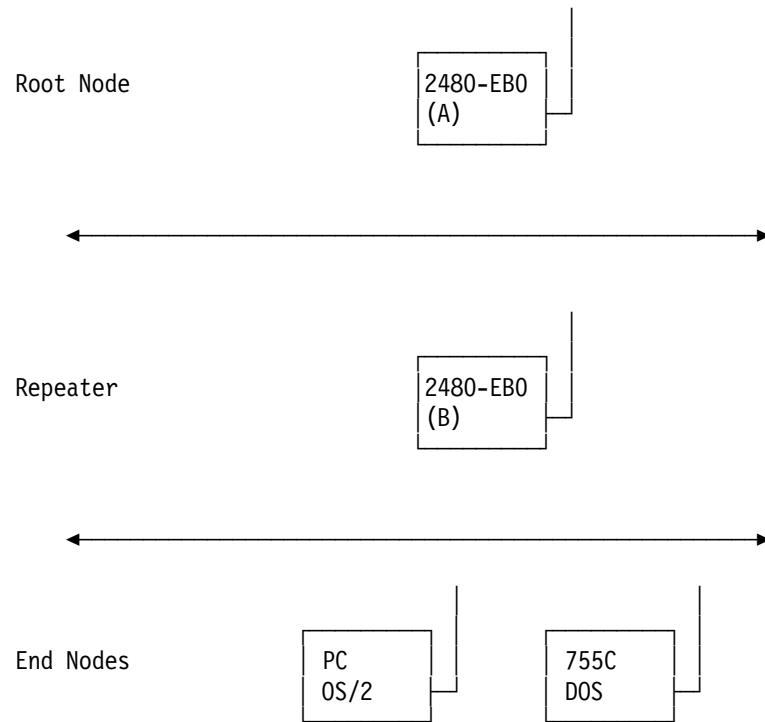 Root Node
2480-EB0
(A)
Repeater
2480-EB0
(B)
End Nodes
PC
OS/2
755C
DOS